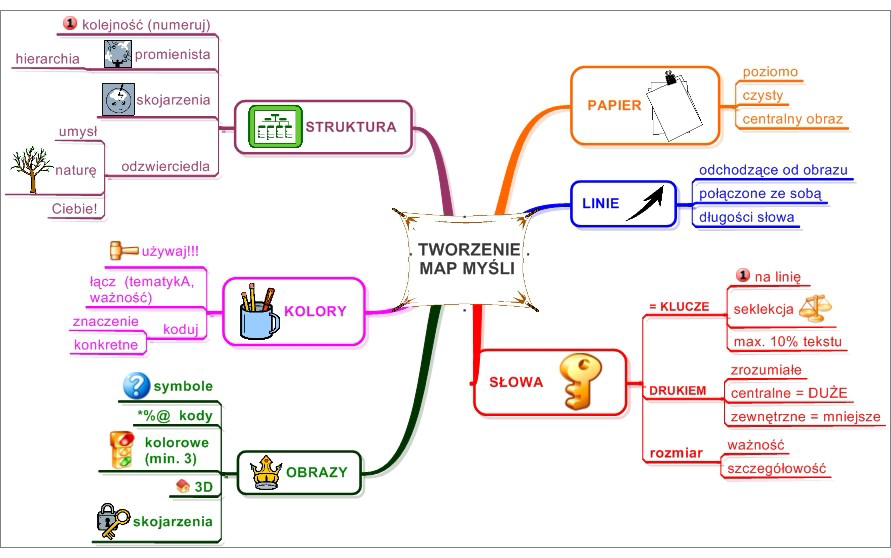 TWORZENIE
MAP MYŚLI
PAPIER
poziomo
czysty
centralny obraz
LINIE
odchodzące od obrazu
połączone ze sobą
długości słowa
SŁOWA
= KLUCZE
1 na linię
seklekcja
max. 10% tekstu
DRUKIEM
zrozumiałe
centralne = DUŻE
zewnętrzne = mniejsze
rozmiar
ważność
szczegółowość
OBRAZY
symbole
*%@ kody
kolorowe
(min. 3)
3D
skojarzenia
KOLORY
używaj!!!
łącz (tematykA,
ważność)
koduj
znaczenie
konkretne
STRUKTURA
1 kolejność (numeruj)
promienista
hierarchia
skojarzenia
odzwierciedla
umysł
naturę
Ciebie!